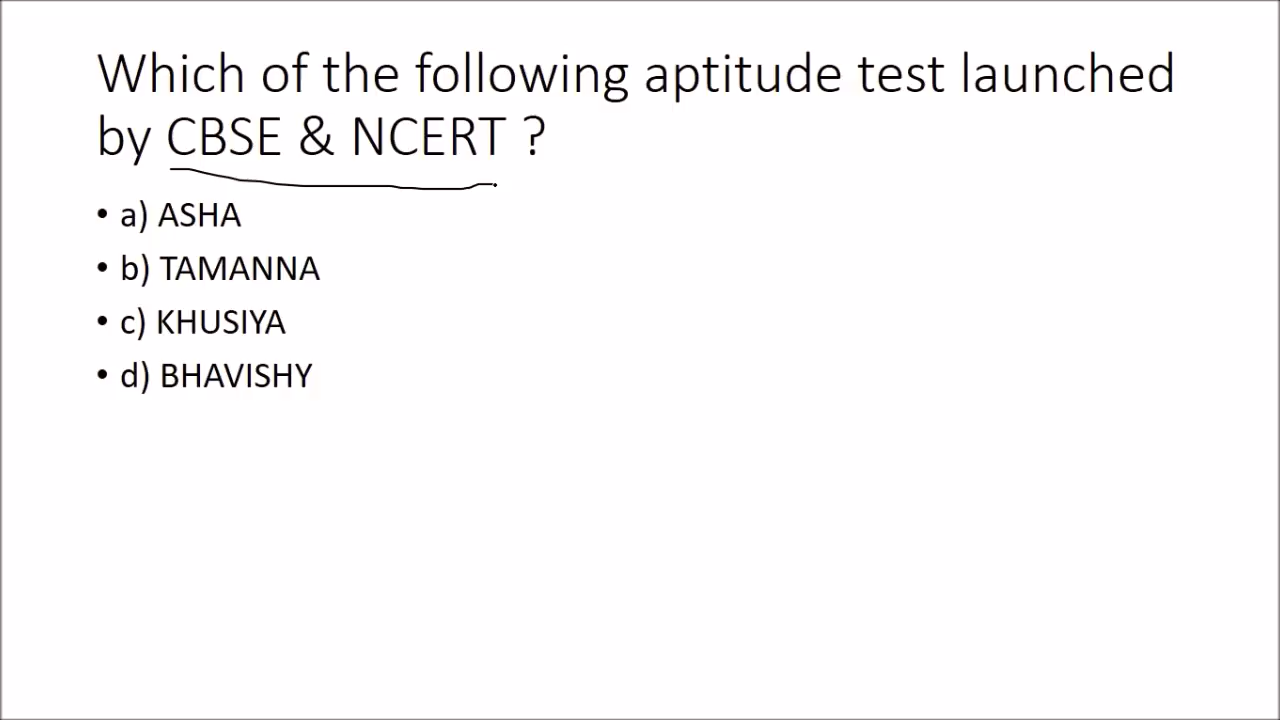 Which of the following aptitude test launched
by CBSE & NCERT ?
• a) ASHA
• b) TAMANNA
• c) KHUSIYA
• d) BHAVISHY